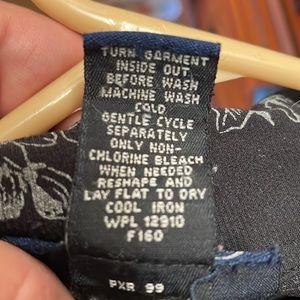 TURN GARMENT
INSIDE OUT
BEFORE WASH
MACHINE WASH
COLD
GENTLE CYCLE
SEPARATELY
ONLY NON-
CHLORINE BLEACH
WHEN NEEDED
RESHAPE AND
LAY FLAT TO DRY
COOL IRON
WPL 12910
F160
PXR 99